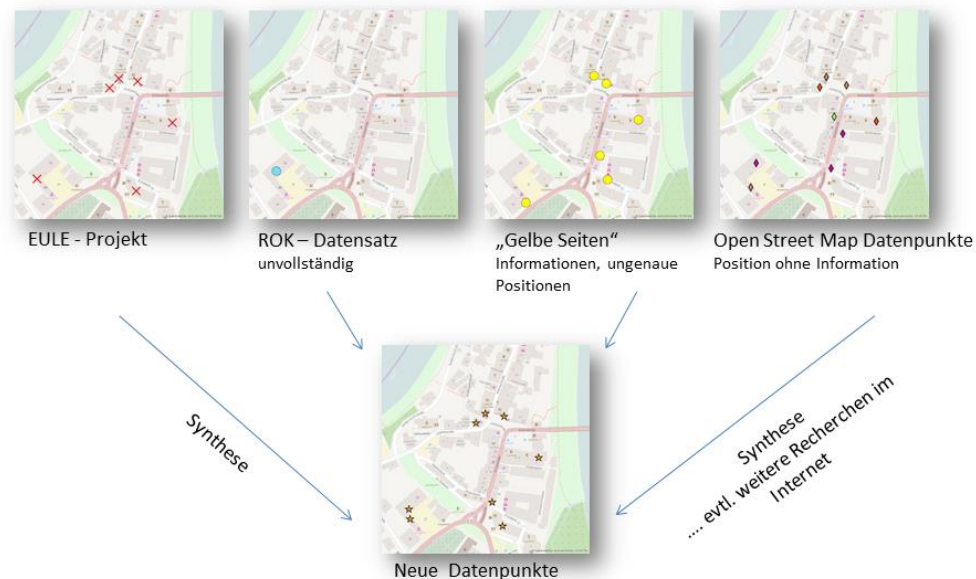 EULE - Projekt
ROK – Datensatz
unvollständig
„Gelbe Seiten“
Informationen, ungenaue
Positionen
Open Street Map Datenpunkte
Position ohne Information
Synthese
Synthese
.... evtl. weitere Recherchen im
Internet
Neue Datenpunkte